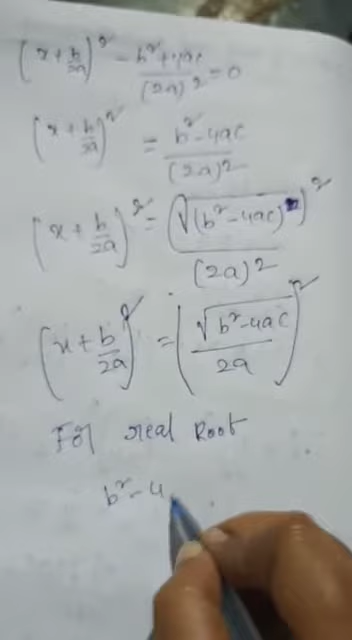 (x + b/2a)² - b²+4ac/(2a)² = 0
(x + b/2a)² = b²-4ac/(2a)²
(x + b/2a)² = (√(b²-4ac))²/(2a)²
(x + b/2a)² = (√b²-4ac/2a)²
For real Root
b²-4